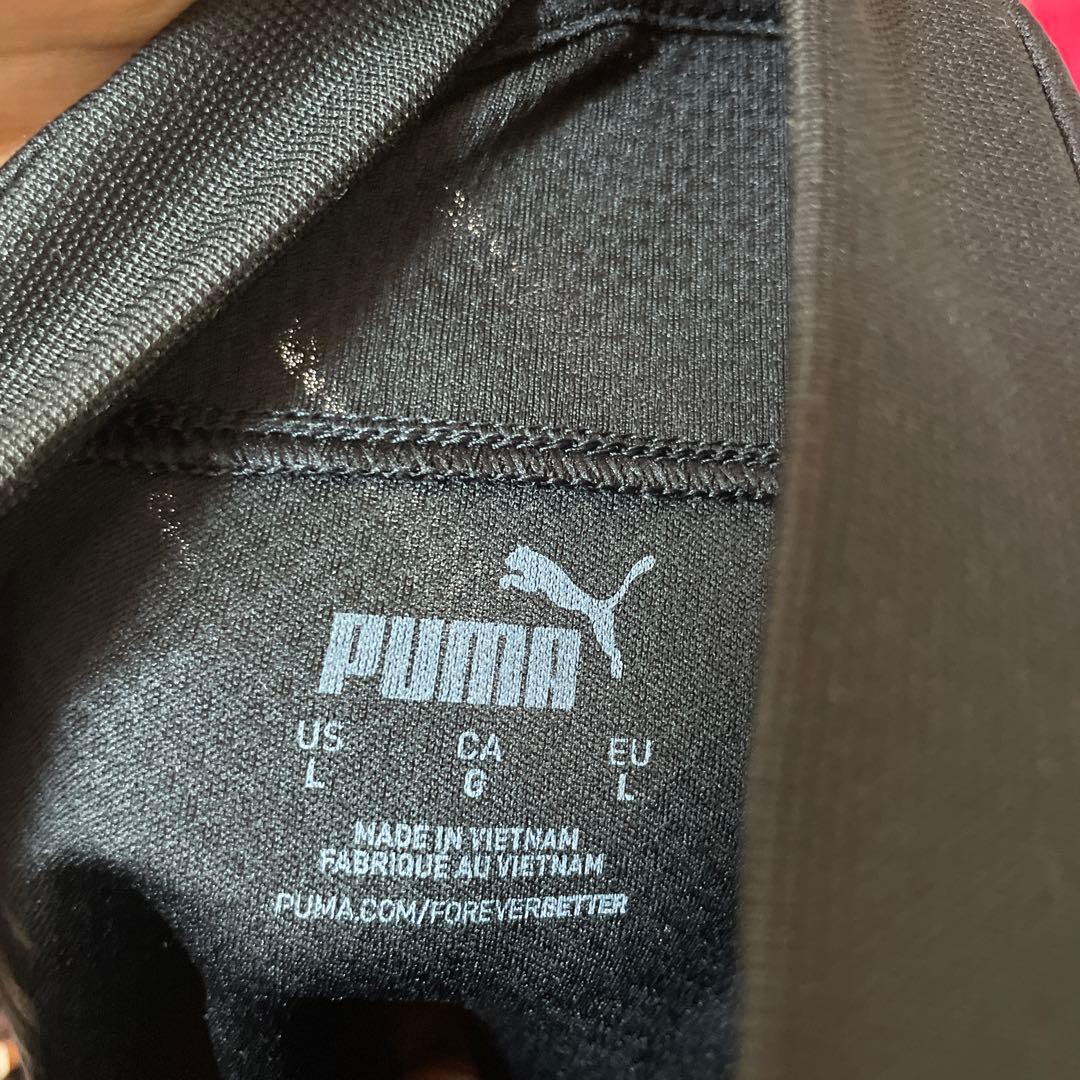 PUMA
US CA EU
L G L
MADE IN VIETNAM
FABRIQUE AU VIETNAM
PUMA.COM/FOREVERBETTER